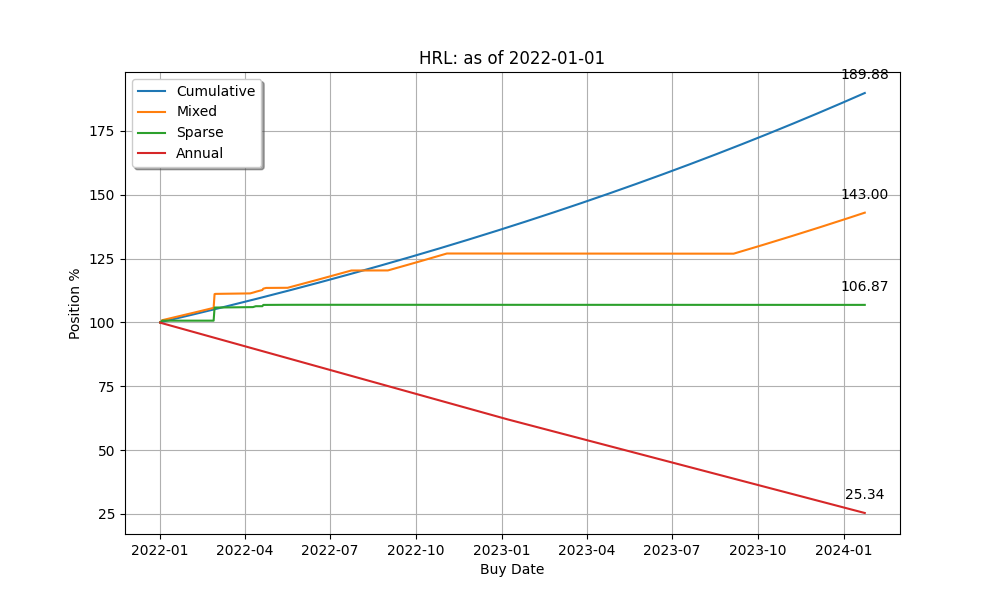 HRL: as of 2022-01-01
Cumulative
Mixed
Sparse
Annual
189.88
143.00
106.87
25.34
Position %
175
150
125
100
75
50
25
2022-01 2022-04 2022-07 2022-10 2023-01 2023-04 2023-07 2023-10 2024-01
Buy Date